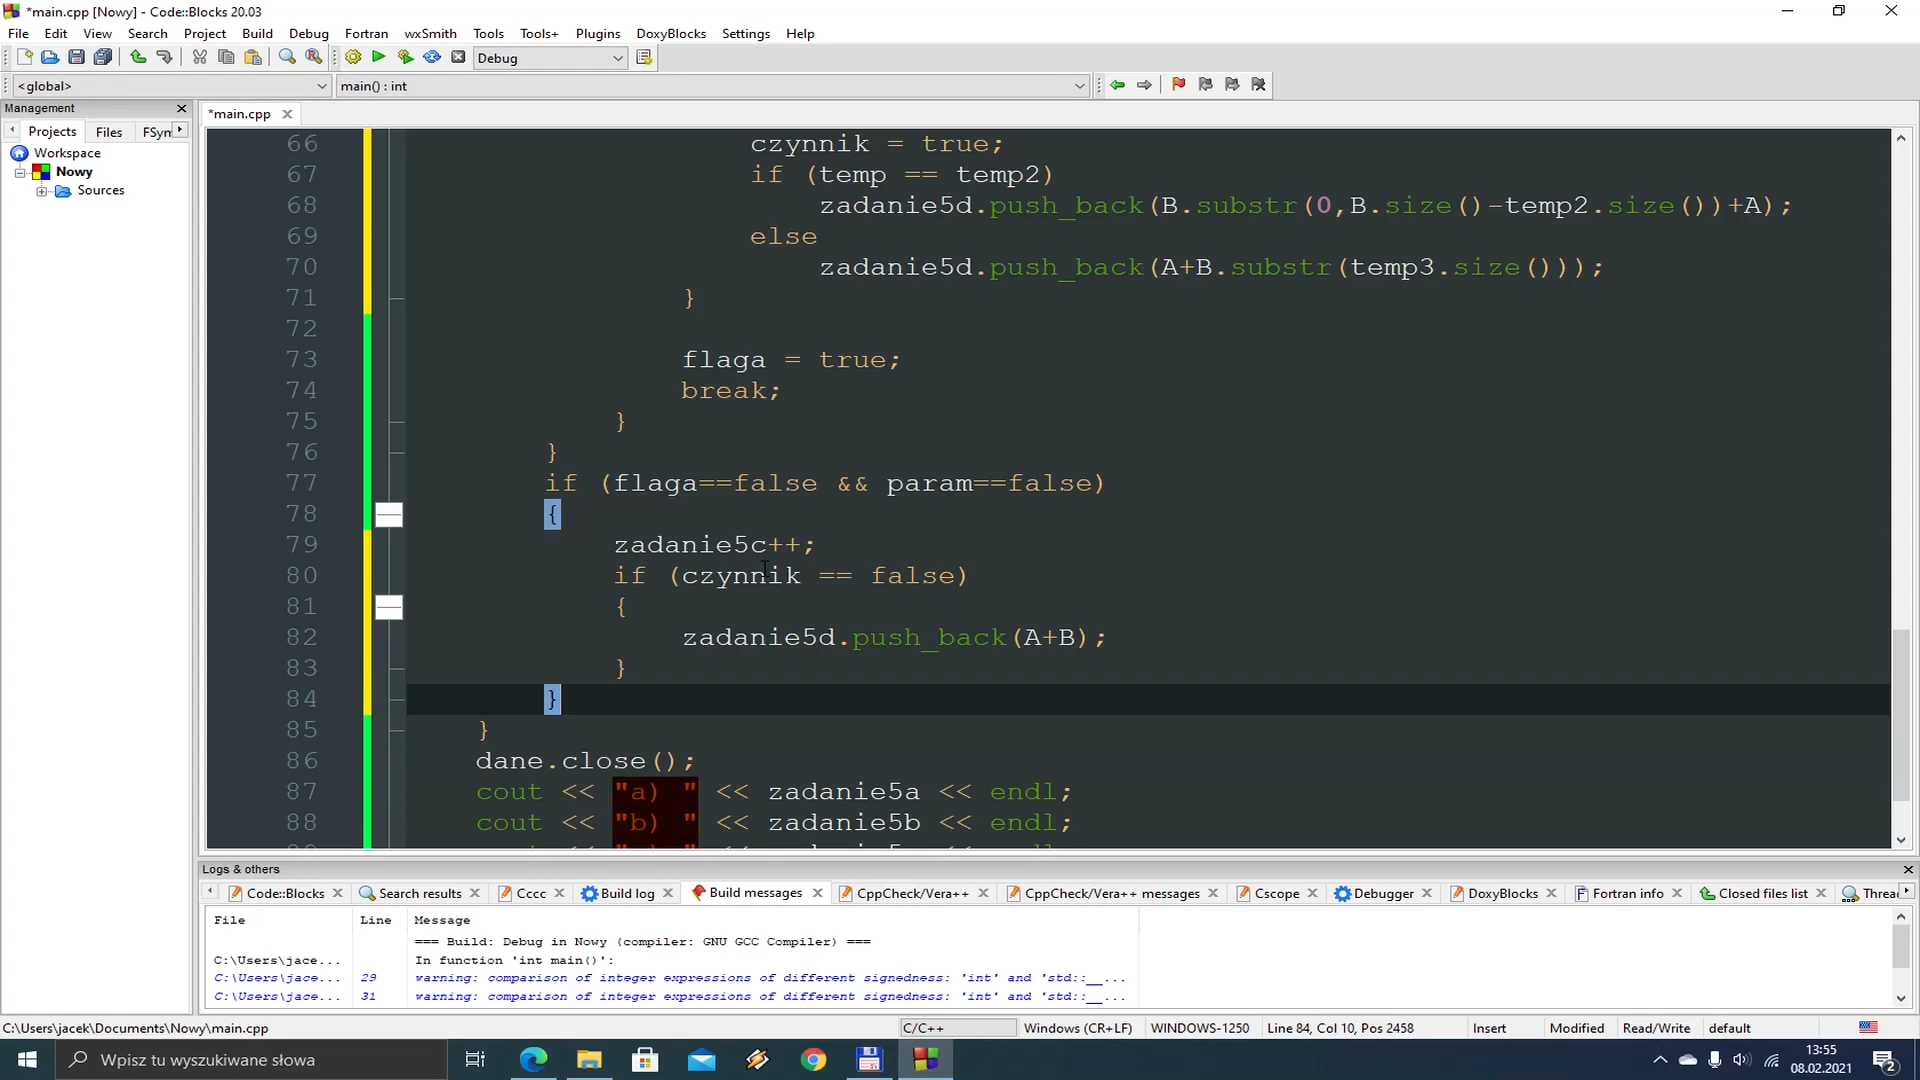 *main.cpp [Nowy] - Code::Blocks 20.03
File Edit View Search Project Build Debug Fortran wxSmith Tools Tools+ Plugins DoxyBlocks Settings Help
Debug
<global> main() : int
Management
Projects Files FSyn
*main.cpp
Workspace
Nowy
Sources
66 czynnik = true;
67 if (temp == temp2)
68 zadanie5d.push_back(B.substr(0,B.size()-temp2.size())+A);
69 else
70 zadanie5d.push_back(A+B.substr(temp3.size()));
71 }
72
73 flaga = true;
74 break;
75 }
76 }
77 if (flaga==false && param==false)
78 {
79 zadanie5c++;
80 if (czynnik == false)
81 {
82 zadanie5d.push_back(A+B);
83 }
84 }
85 }
86 dane.close();
87 cout << "a) " << zadanie5a << endl;
88 cout << "b) " << zadanie5b << endl;
Logs & others
Code::Blocks Search results Cccc Build log Build messages CppCheck/Vera++ CppCheck/Vera++ messages Cscope Debugger DoxyBlocks Fortran info Closed files list Threa
File Line Message
=== Build: Debug in Nowy (compiler: GNU GCC Compiler) ===
C:\Users\jace... In function 'int main()':
C:\Users\jace... 29 warning: comparison of integer expressions of different signedness: 'int' and 'std::__...
C:\Users\jace... 31 warning: comparison of integer expressions of different signedness: 'int' and 'std::__...
C:\Users\jacek\Documents\Nowy\main.cpp C/C++ Windows (CR+LF) WINDOWS-1250 Line 84, Col 10, Pos 2458 Insert Modified Read/Write default
Wpisz tu wyszukiwane słowa
13:55
08.02.2021
2